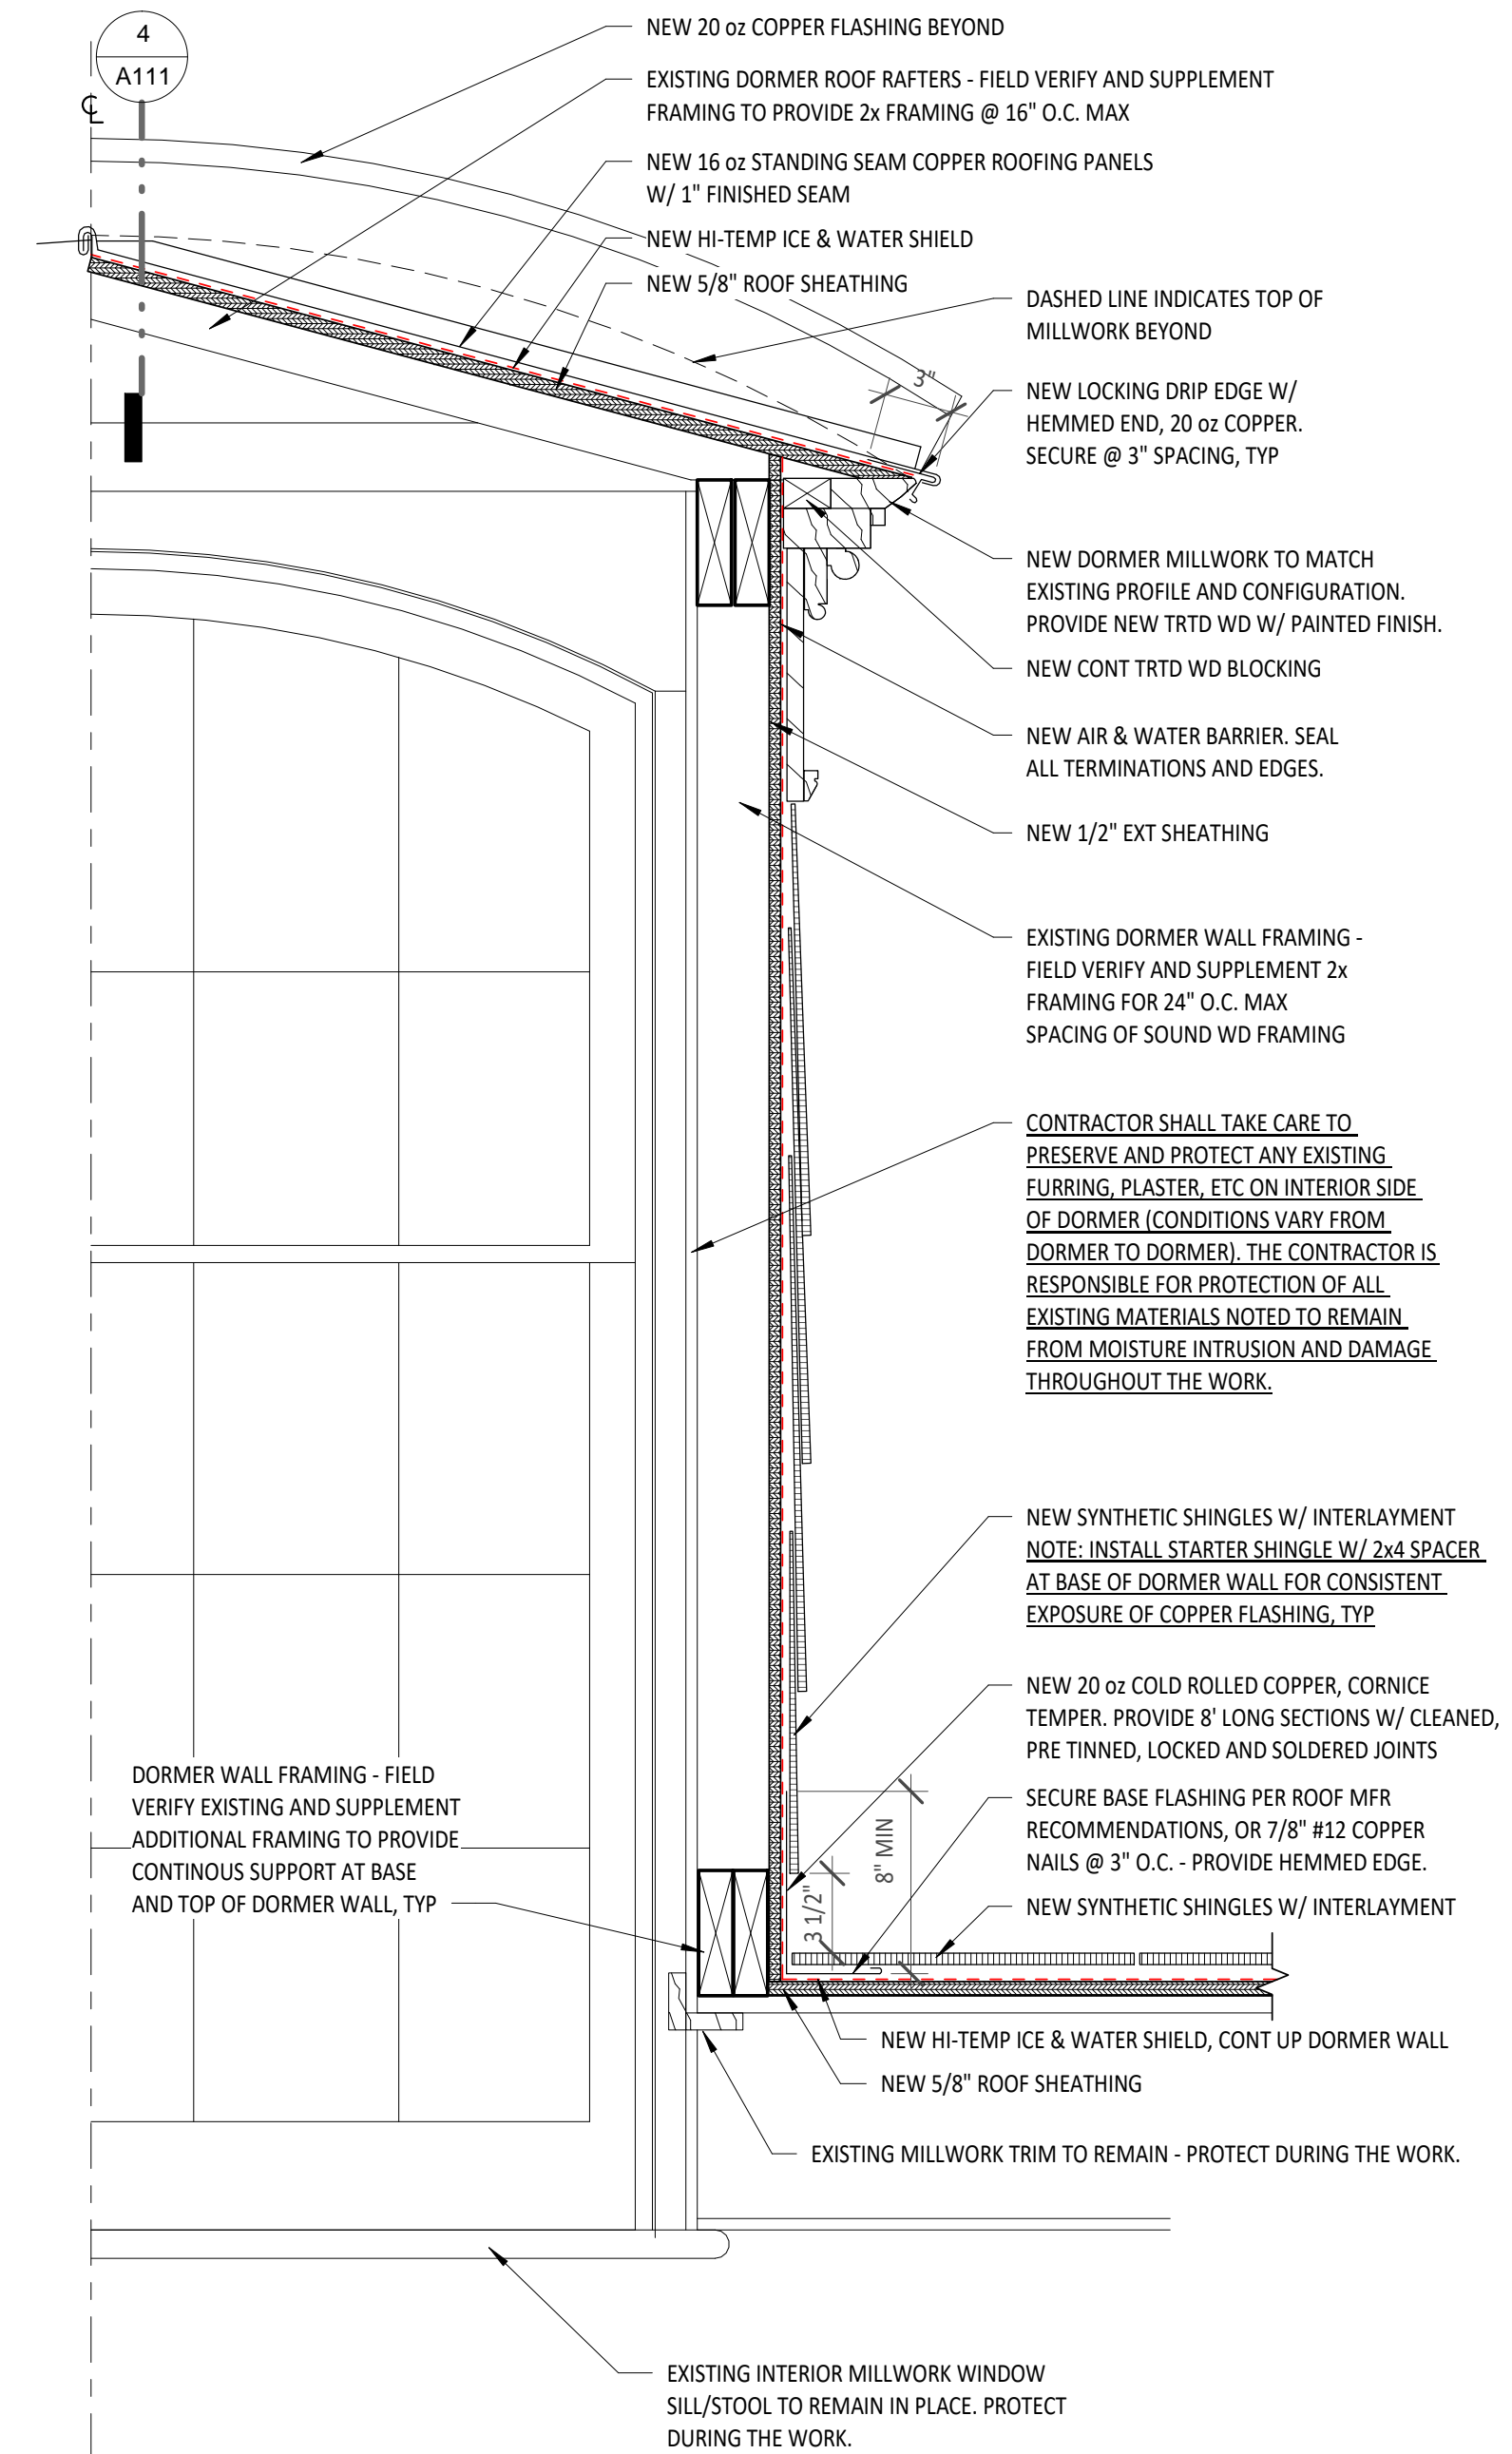 4
A111
℄
NEW 20 oz COPPER FLASHING BEYOND
EXISTING DORMER ROOF RAFTERS - FIELD VERIFY AND SUPPLEMENT
FRAMING TO PROVIDE 2x FRAMING @ 16" O.C. MAX
NEW 16 oz STANDING SEAM COPPER ROOFING PANELS
W/ 1" FINISHED SEAM
NEW HI-TEMP ICE & WATER SHIELD
NEW 5/8" ROOF SHEATHING
DASHED LINE INDICATES TOP OF
MILLWORK BEYOND
3"
NEW LOCKING DRIP EDGE W/
HEMMED END, 20 oz COPPER.
SECURE @ 3" SPACING, TYP
NEW DORMER MILLWORK TO MATCH
EXISTING PROFILE AND CONFIGURATION.
PROVIDE NEW TRTD WD W/ PAINTED FINISH.
NEW CONT TRTD WD BLOCKING
NEW AIR & WATER BARRIER. SEAL
ALL TERMINATIONS AND EDGES.
NEW 1/2" EXT SHEATHING
EXISTING DORMER WALL FRAMING -
FIELD VERIFY AND SUPPLEMENT 2x
FRAMING FOR 24" O.C. MAX
SPACING OF SOUND WD FRAMING
CONTRACTOR SHALL TAKE CARE TO
PRESERVE AND PROTECT ANY EXISTING
FURRING, PLASTER, ETC ON INTERIOR SIDE
OF DORMER (CONDITIONS VARY FROM
DORMER TO DORMER). THE CONTRACTOR IS
RESPONSIBLE FOR PROTECTION OF ALL
EXISTING MATERIALS NOTED TO REMAIN
FROM MOISTURE INTRUSION AND DAMAGE
THROUGHOUT THE WORK.
NEW SYNTHETIC SHINGLES W/ INTERLAYMENT
NOTE: INSTALL STARTER SHINGLE W/ 2x4 SPACER
AT BASE OF DORMER WALL FOR CONSISTENT
EXPOSURE OF COPPER FLASHING, TYP
NEW 20 oz COLD ROLLED COPPER, CORNICE
TEMPER. PROVIDE 8' LONG SECTIONS W/ CLEANED,
PRE TINNED, LOCKED AND SOLDERED JOINTS
DORMER WALL FRAMING - FIELD
VERIFY EXISTING AND SUPPLEMENT
ADDITIONAL FRAMING TO PROVIDE
CONTINOUS SUPPORT AT BASE
AND TOP OF DORMER WALL, TYP
8" MIN
3 1/2"
SECURE BASE FLASHING PER ROOF MFR
RECOMMENDATIONS, OR 7/8" #12 COPPER
NAILS @ 3" O.C. - PROVIDE HEMMED EDGE.
NEW SYNTHETIC SHINGLES W/ INTERLAYMENT
NEW HI-TEMP ICE & WATER SHIELD, CONT UP DORMER WALL
NEW 5/8" ROOF SHEATHING
EXISTING MILLWORK TRIM TO REMAIN - PROTECT DURING THE WORK.
EXISTING INTERIOR MILLWORK WINDOW
SILL/STOOL TO REMAIN IN PLACE. PROTECT
DURING THE WORK.